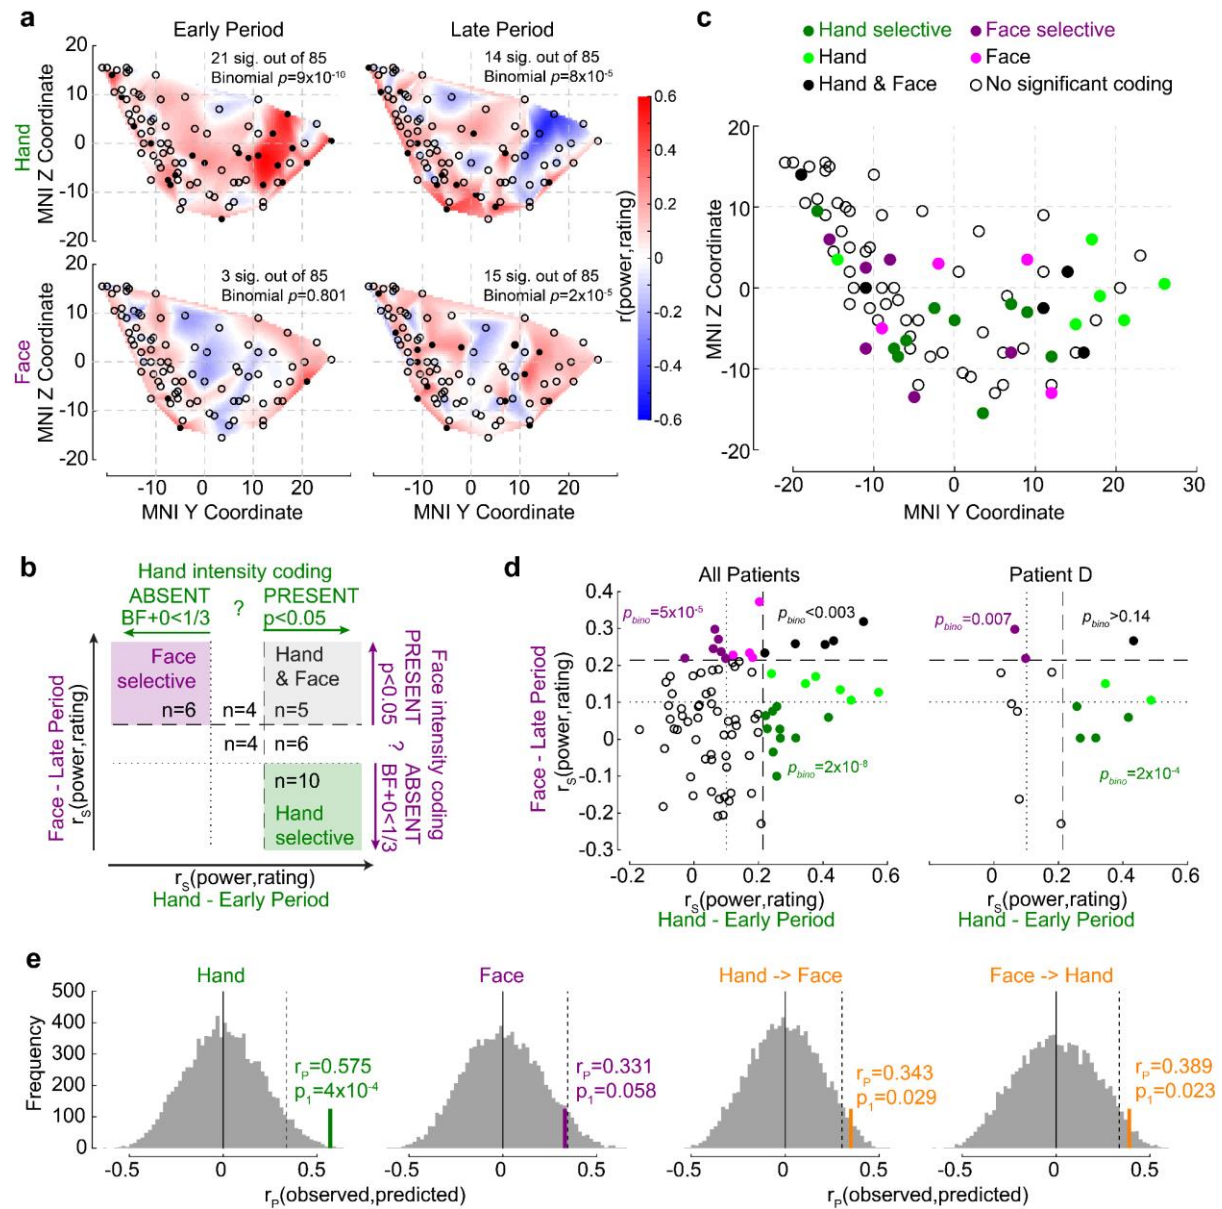 a
Early Period
Late Period
21 sig. out of 85
Binomial p=9x10-10
14 sig. out of 85
Binomial p=8x10-5
Hand
MNI Z Coordinate
20
10
0
-10
-20
3 sig. out of 85
Binomial p=0.801
15 sig. out of 85
Binomial p=2x10-5
Face
MNI Z Coordinate
20
10
0
-10
-20
-10 0 10 20
-10 0 10 20
MNI Y Coordinate
MNI Y Coordinate
0.6
0.4
0.2
0
-0.2
-0.4
-0.6
r(power,rating)
c
Hand selective
Face selective
Hand
Face
Hand & Face
No significant coding
MNI Z Coordinate
20
10
0
-10
-20
-20 -10 0 10 20 30
MNI Y Coordinate
b
Hand intensity coding
ABSENT
BF+0<1/3
?
PRESENT
p<0.05
Face
selective
n=6
n=4
Hand
& Face
n=5
n=4
n=6
n=10
Hand
selective
Face intensity coding
PRESENT
p<0.05
?
ABSENT
BF+0<1/3
Face - Late Period
rS(power,rating)
rS(power,rating)
Hand - Early Period
d
All Patients
Patient D
pbino=5x10-5
pbino<0.003
pbino=2x10-8
pbino=0.007
pbino>0.14
pbino=2x10-4
Face - Late Period
rS(power,rating)
0.4
0.3
0.2
0.1
0
-0.1
-0.2
-0.3
-0.2 0 0.2 0.4 0.6
0 0.2 0.4 0.6
rS(power,rating)
Hand - Early Period
rS(power,rating)
Hand - Early Period
e
Hand
Face
Hand -> Face
Face -> Hand
Frequency
500
400
300
200
100
0
rP=0.575
p1=4x10-4
rP=0.331
p1=0.058
rP=0.343
p1=0.029
rP=0.389
p1=0.023
-0.5 0 0.5
-0.5 0 0.5
-0.5 0 0.5
-0.5 0 0.5
rP(observed,predicted)
rP(observed,predicted)